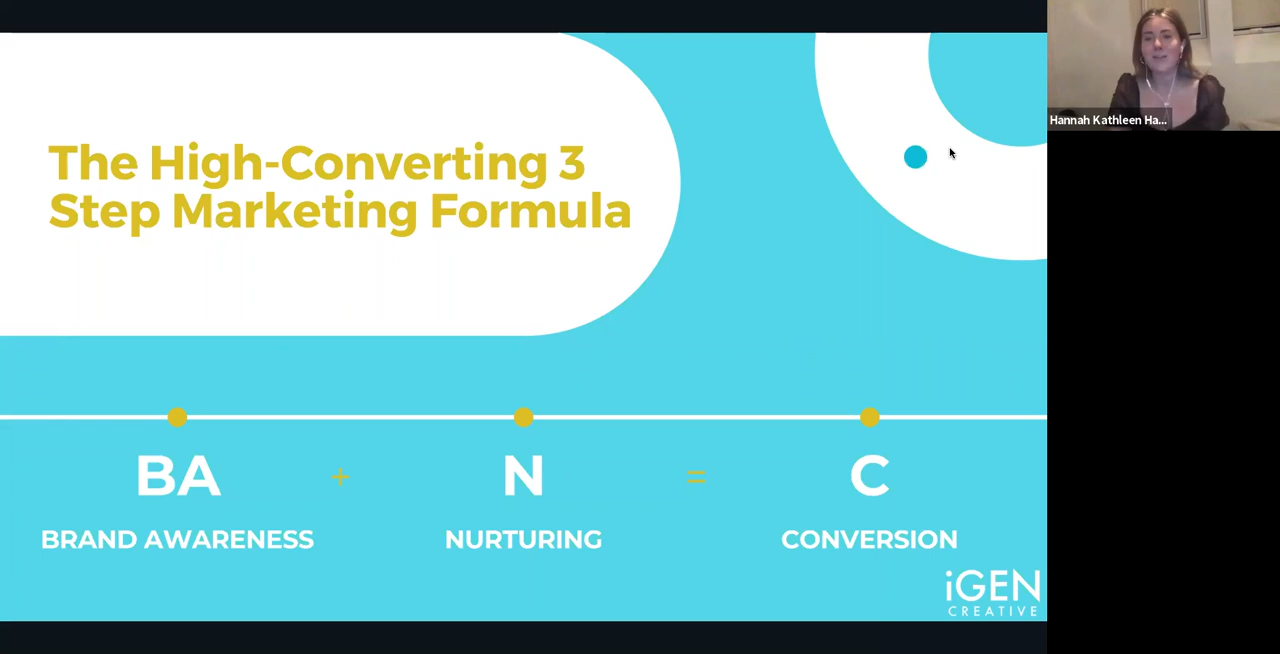 The High-Converting 3
Step Marketing Formula
BA + N = C
BRAND AWARENESS NURTURING CONVERSION
iGEN
CREATIVE
Hannah Kathleen Ha...